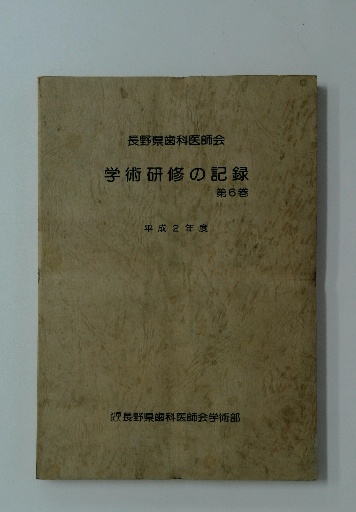 長野県歯科医師会
学術研修の記録
第6巻
平成2年度
長野県歯科医師会学術部